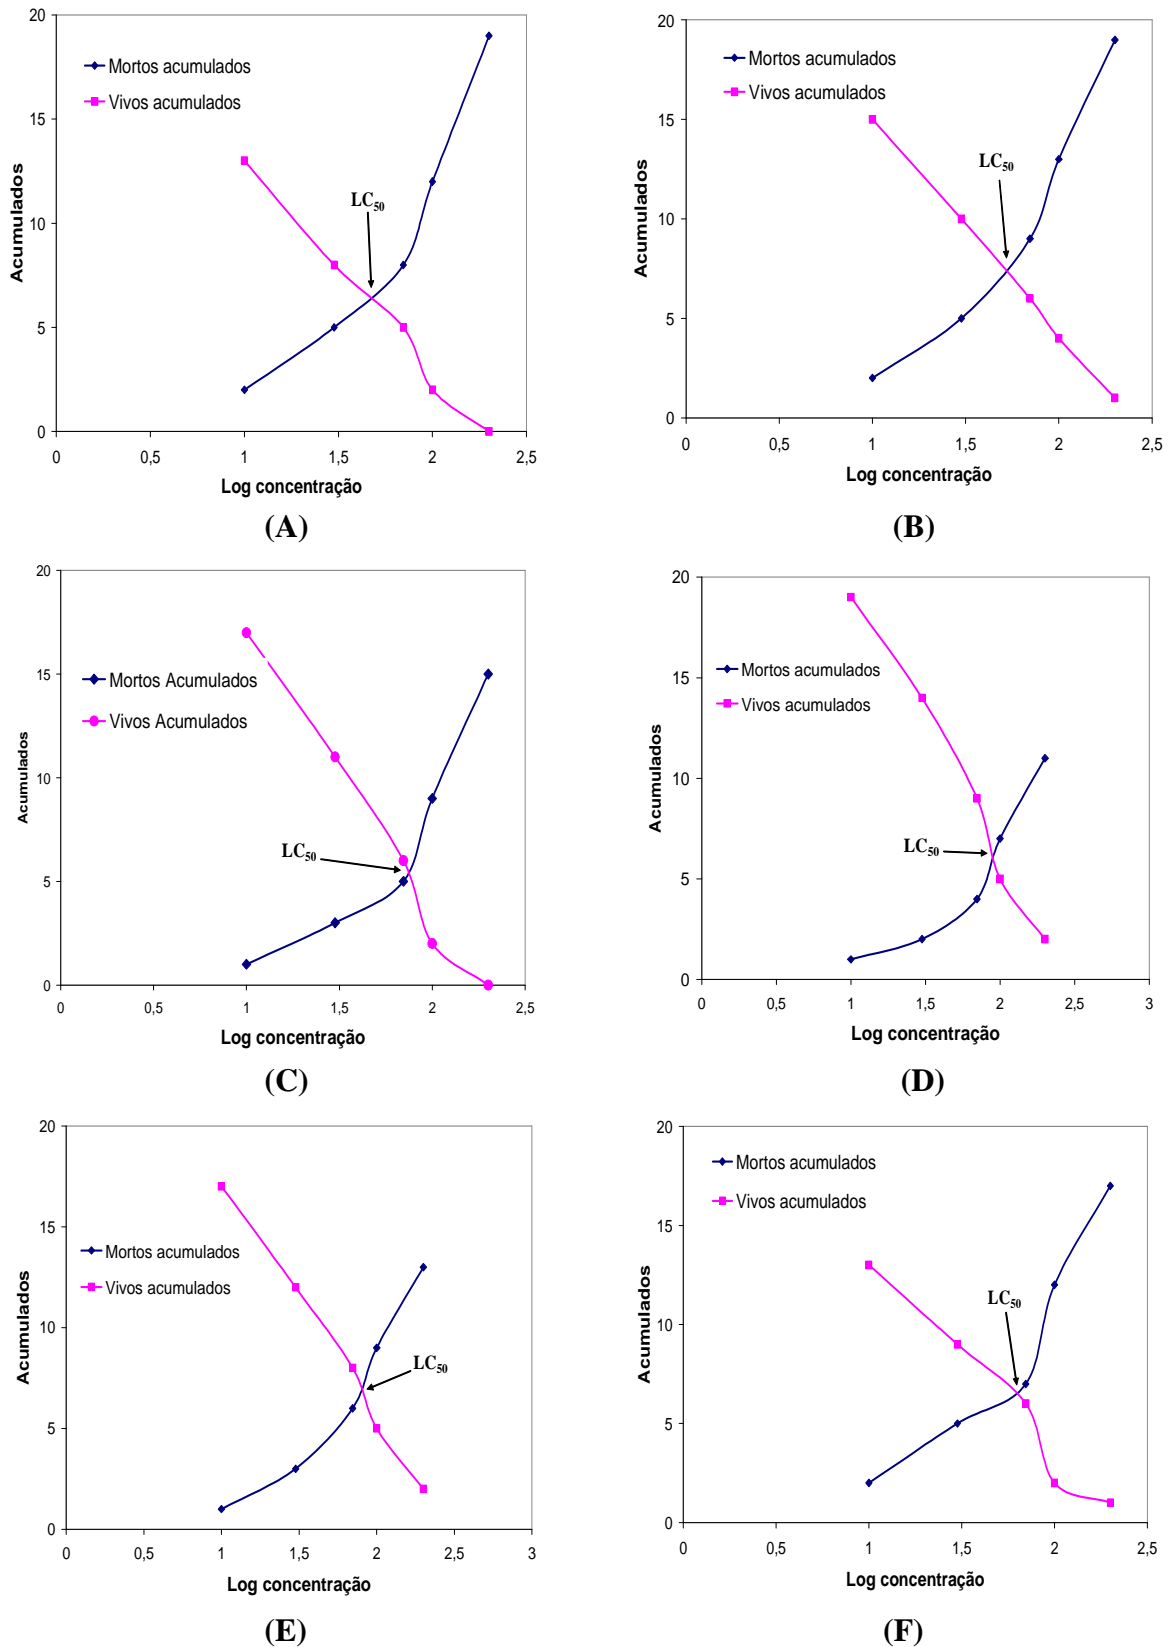 20
15
10
5
0
Acumulados
Mortos acumulados
Vivos acumulados
LC50
0 0,5 1 1,5 2 2,5
Log concentração
(A)
20
15
10
5
0
Acumulados
Mortos acumulados
Vivos acumulados
LC50
0 0,5 1 1,5 2 2,5
Log concentração
(B)
20
15
10
5
0
Acumulados
Mortos Acumulados
Vivos Acumulados
LC50
0 0,5 1 1,5 2 2,5
Log concentração
(C)
20
15
10
5
0
Acumulados
Mortos acumulados
Vivos acumulados
LC50
0 0,5 1 1,5 2 2,5 3
Log concentração
(D)
20
15
10
5
0
Acumulados
Mortos acumulados
Vivos acumulados
LC50
0 0,5 1 1,5 2 2,5 3
Log concentração
(E)
20
15
10
5
0
Acumulados
Mortos acumulados
Vivos acumulados
LC50
0 0,5 1 1,5 2 2,5
Log concentração
(F)